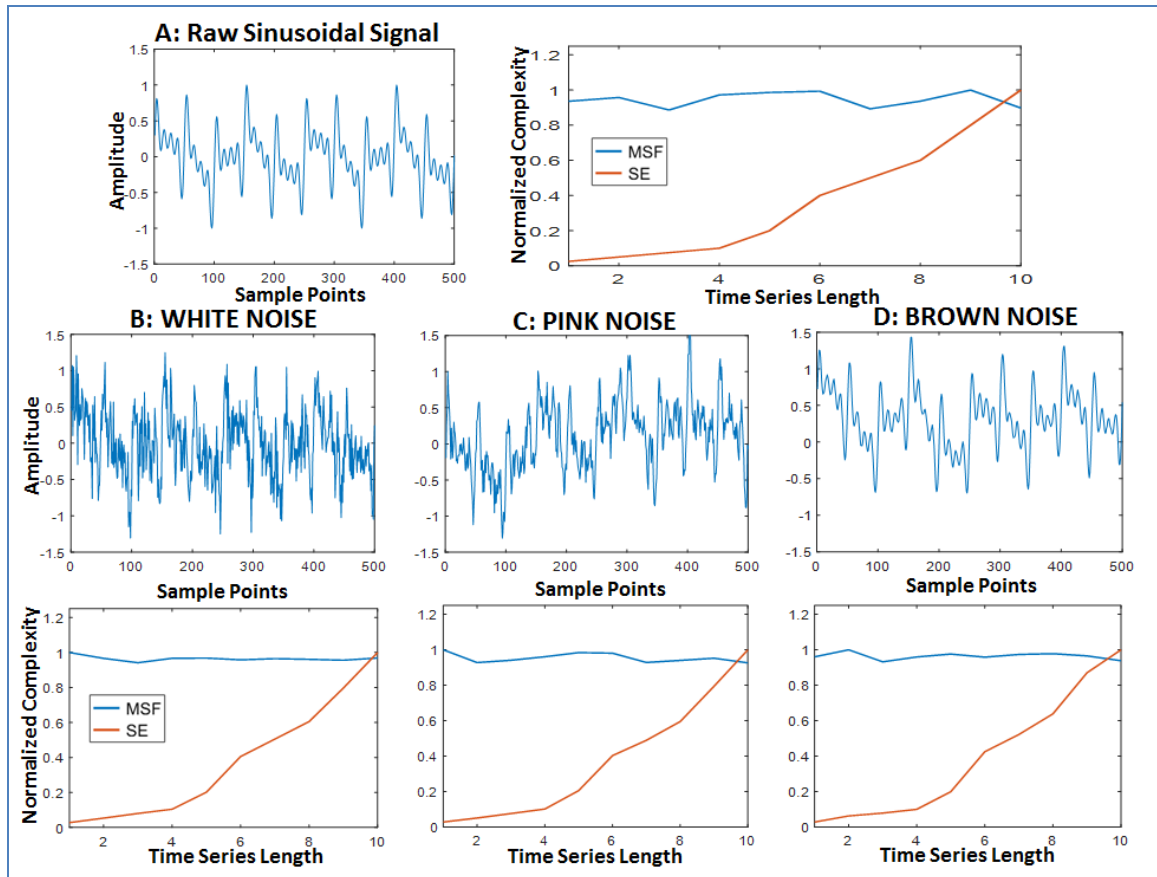 A: Raw Sinusoidal Signal
1.5
1
0.5
0
-0.5
-1
-1.5
Amplitude
0 100 200 300 400 500
Sample Points
1.2
1
0.8
0.6
0.4
0.2
0
Normalized Complexity
MSF
SE
2 4 6 8 10
Time Series Length
B: WHITE NOISE
1.5
1
0.5
0
-0.5
-1
-1.5
Amplitude
0 100 200 300 400 500
Sample Points
C: PINK NOISE
1.5
1
0.5
0
-0.5
-1
-1.5
0 100 200 300 400 500
Sample Points
D: BROWN NOISE
1.5
1
0.5
0
-0.5
-1
-1.5
0 100 200 300 400 500
Sample Points
1.2
1
0.8
0.6
0.4
0.2
0
Normalized Complexity
MSF
SE
2 4 6 8 10
Time Series Length
1.2
1
0.8
0.6
0.4
0.2
0
2 4 6 8 10
Time Series Length
1.2
1
0.8
0.6
0.4
0.2
0
2 4 6 8 10
Time Series Length